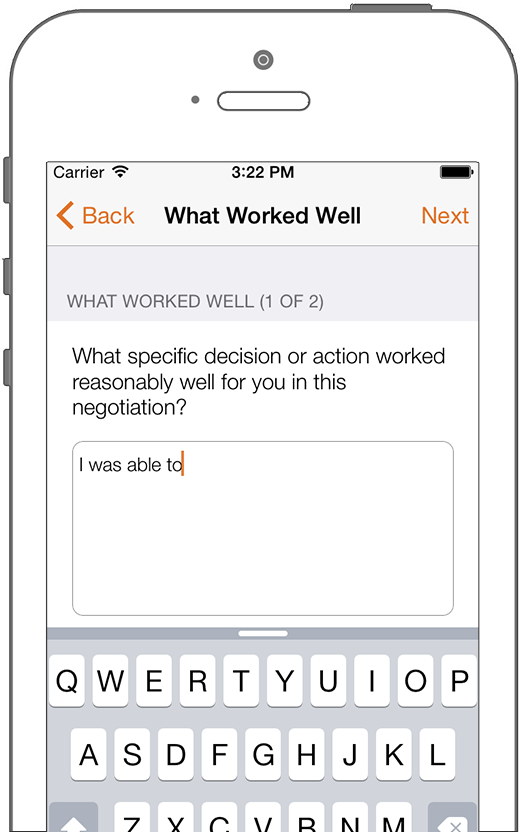 Carrier 3:22 PM
Back What Worked Well Next
WHAT WORKED WELL (1 OF 2)
What specific decision or action worked
reasonably well for you in this
negotiation?
I was able to
Q W E R T Y U I O P
A S D F G H J K L
Z X C V B N M